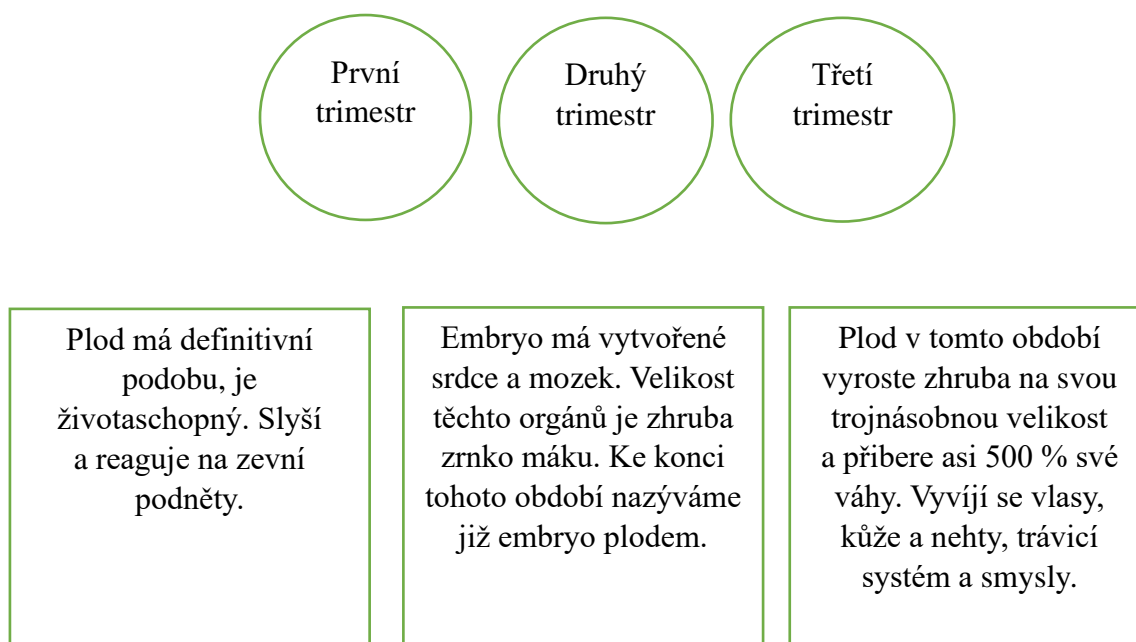 První
trimestr
Druhý
trimestr
Třetí
trimestr
Plod má definitivní
podobu, je
životaschopný. Slyší
a reaguje na zevní
podněty.
Embryo má vytvořené
srdce a mozek. Velikost
těchto orgánů je zhruba
zrnko máku. Ke konci
tohoto období nazýváme
již embryo plodem.
Plod v tomto období
vyroste zhruba na svou
trojnásobnou velikost
a přibere asi 500 % své
váhy. Vyvíjí se vlasy,
kůže a nehty, trávicí
systém a smysly.